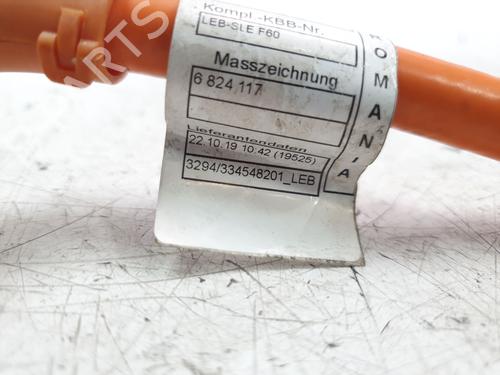 Kompl.-KBB-Nr.
LEB-SLE F60
Masszeichnung
6 824 117
Lieferantendaten
22.10.19 10:42 (19525)
3294/334548201_LEB
ROMANIA
PARTS